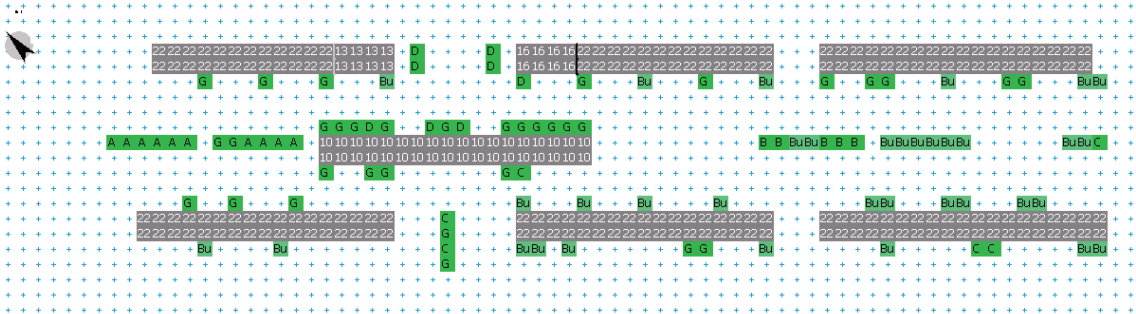 22 22 22 22 22 22 22 22 22 22 22 22 13 13 13 13 D D 16 16 16 16 22 22 22 22 22 22 22 22 22 22 22 22 22 22 22 22 22 22 22 22 22 22 22 22 22 22 22 22 22 22 22
22 22 22 22 22 22 22 22 22 22 22 22 13 13 13 13 D D 16 16 16 16 22 22 22 22 22 22 22 22 22 22 22 22 22 22 22 22 22 22 22 22 22 22 22 22 22 22 22 22 22 22 22
G G G Bu D G Bu G Bu G G G Bu G G Bu Bu
G G G D G D G D G G G G G G
A A A A A A G G A A A A 10 10 10 10 10 10 10 10 10 10 10 10 10 10 10 10 10 10 B B Bu Bu B B B Bu Bu Bu Bu Bu Bu Bu Bu C
10 10 10 10 10 10 10 10 10 10 10 10 10 10 10 10 10 10
G G G G C
G G G Bu Bu Bu Bu Bu Bu Bu Bu Bu Bu
22 22 22 22 22 22 22 22 22 22 22 22 22 22 22 22 22 C 22 22 22 22 22 22 22 22 22 22 22 22 22 22 22 22 22 22 22 22 22 22 22 22 22 22 22 22 22 22 22 22 22 22 22 22
22 22 22 22 22 22 22 22 22 22 22 22 22 22 22 22 22 G 22 22 22 22 22 22 22 22 22 22 22 22 22 22 22 22 22 22 22 22 22 22 22 22 22 22 22 22 22 22 22 22 22 22 22 22
Bu Bu C Bu Bu Bu G G Bu Bu C C Bu Bu
G